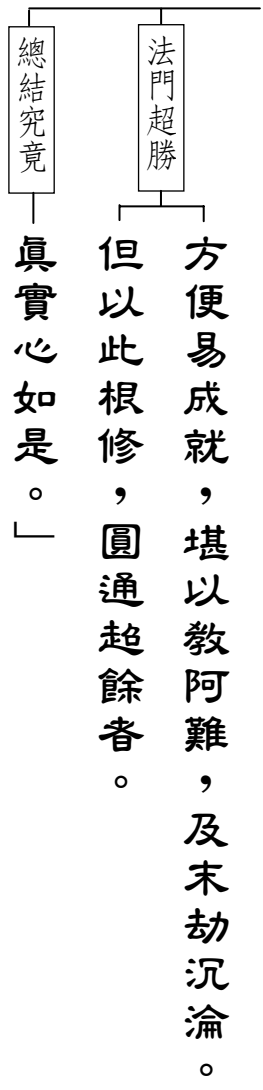 法門超勝
方便易成就，堪以教阿難，及末劫沉淪。
但以此根修，圓通超餘者。
總結究竟
眞實心如是。」